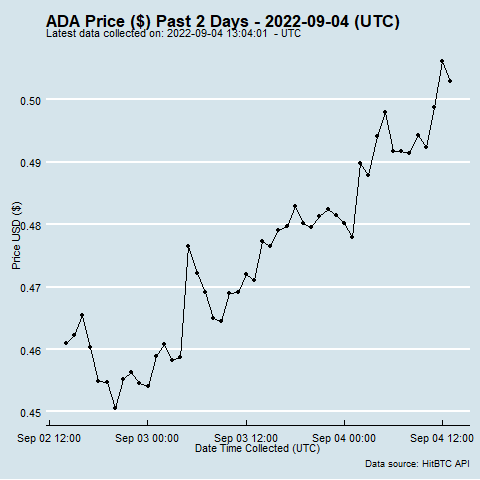 ADA Price ($) Past 2 Days - 2022-09-04 (UTC)
Latest data collected on: 2022-09-04 13:04:01  - UTC
Price USD ($)
0.50
0.49
0.48
0.47
0.46
0.45
Sep 02 12:00 Sep 03 00:00 Sep 03 12:00 Sep 04 00:00 Sep 04 12:00
Date Time Collected (UTC)
Data source: HitBTC API